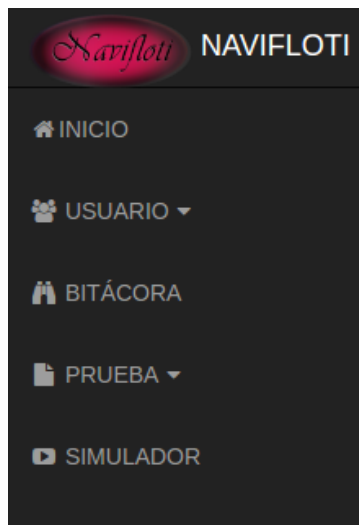 Navifloti NAVIFLOTI
INICIO
USUARIO
BITÁCORA
PRUEBA
SIMULADOR